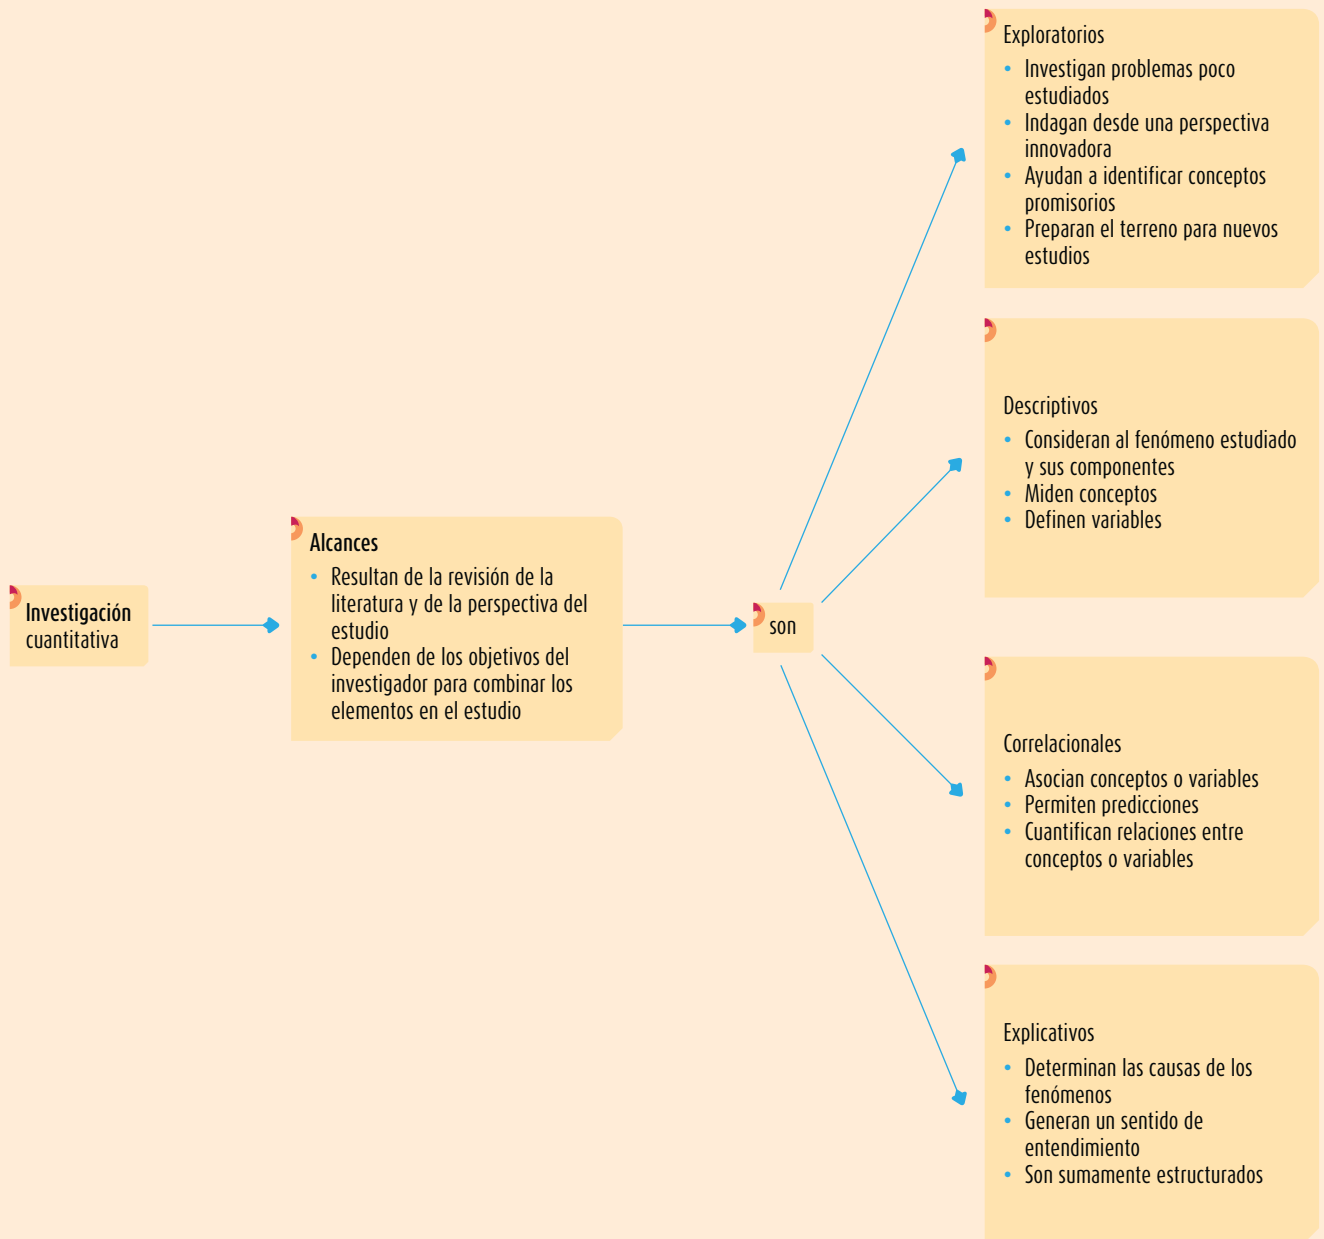 Investigación
cuantitativa
Alcances
• Resultan de la revisión de la
literatura y de la perspectiva del
estudio
• Dependen de los objetivos del
investigador para combinar los
elementos en el estudio
son
Exploratorios
• Investigan problemas poco
estudiados
• Indagan desde una perspectiva
innovadora
• Ayudan a identificar conceptos
promisorios
• Preparan el terreno para nuevos
estudios
Descriptivos
• Consideran al fenómeno estudiado
y sus componentes
• Miden conceptos
• Definen variables
Correlacionales
• Asocian conceptos o variables
• Permiten predicciones
• Cuantifican relaciones entre
conceptos o variables
Explicativos
• Determinan las causas de los
fenómenos
• Generan un sentido de
entendimiento
• Son sumamente estructurados